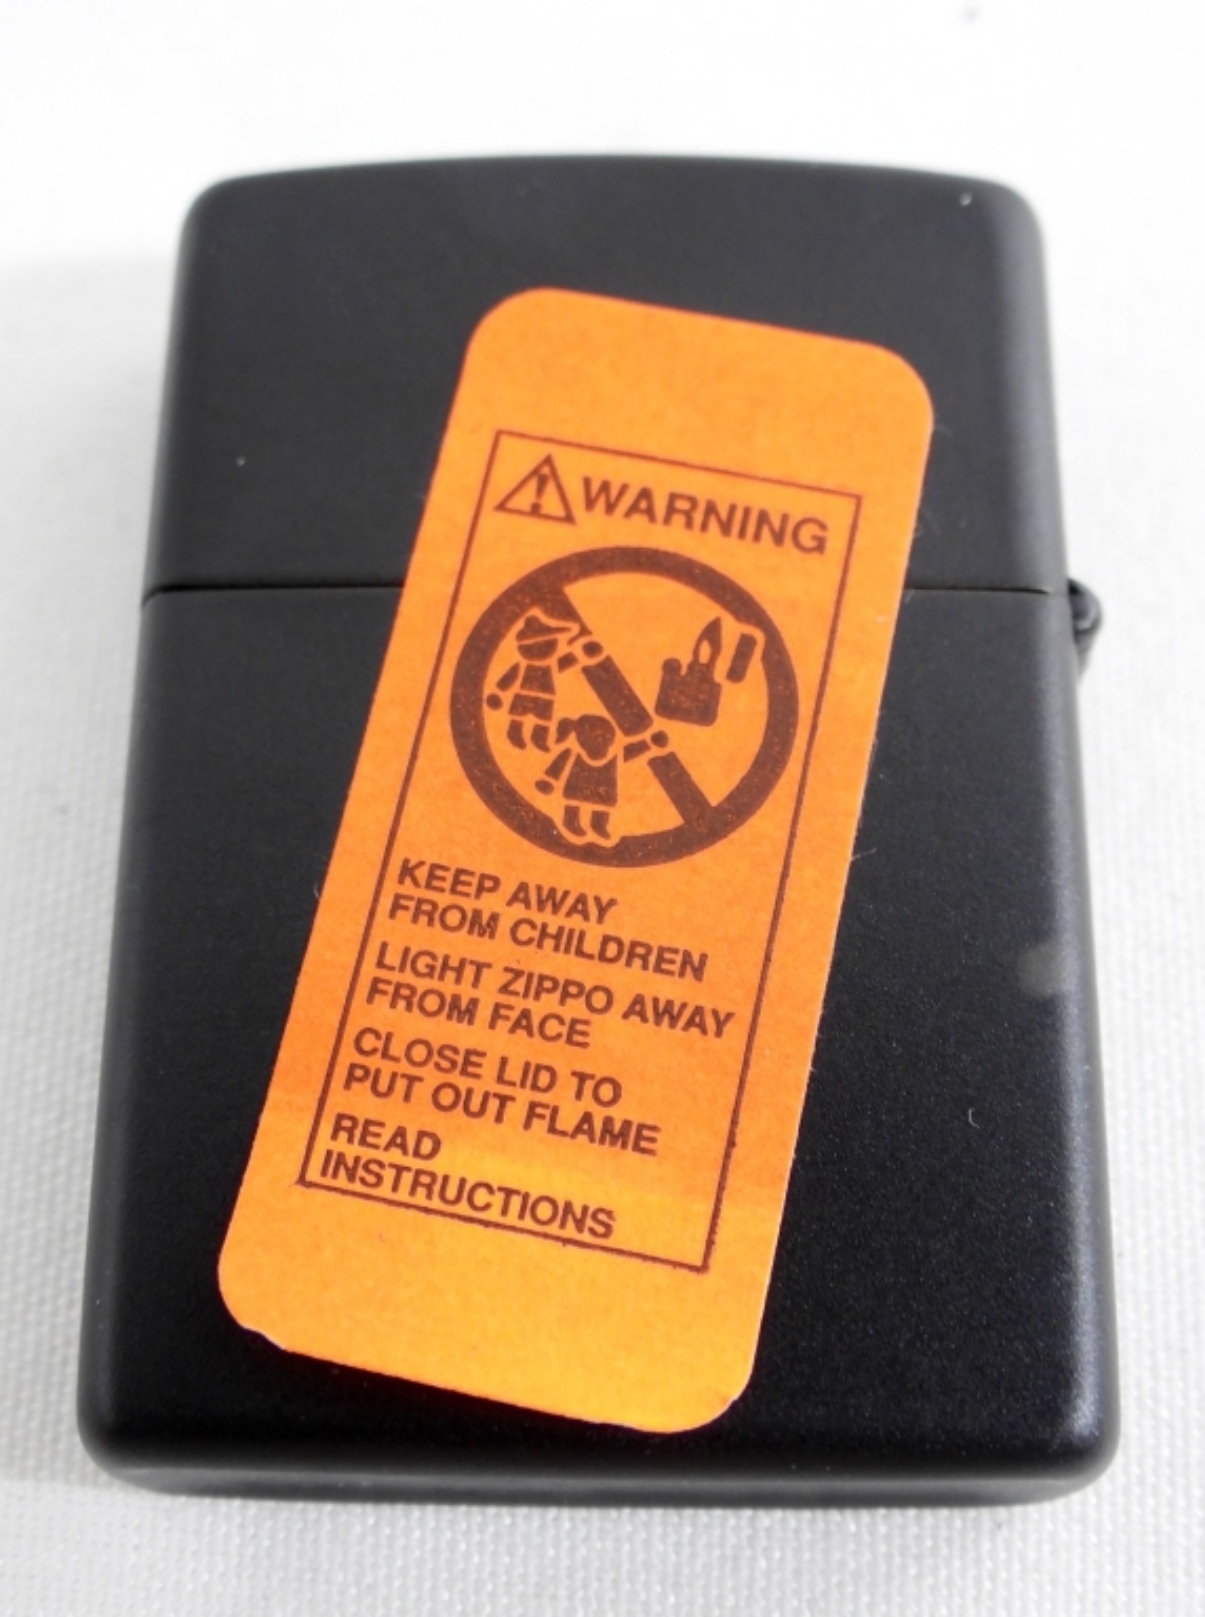 WARNING
KEEP AWAY
FROM CHILDREN
LIGHT ZIPPO AWAY
FROM FACE
CLOSE LID TO
PUT OUT FLAME
READ
INSTRUCTIONS